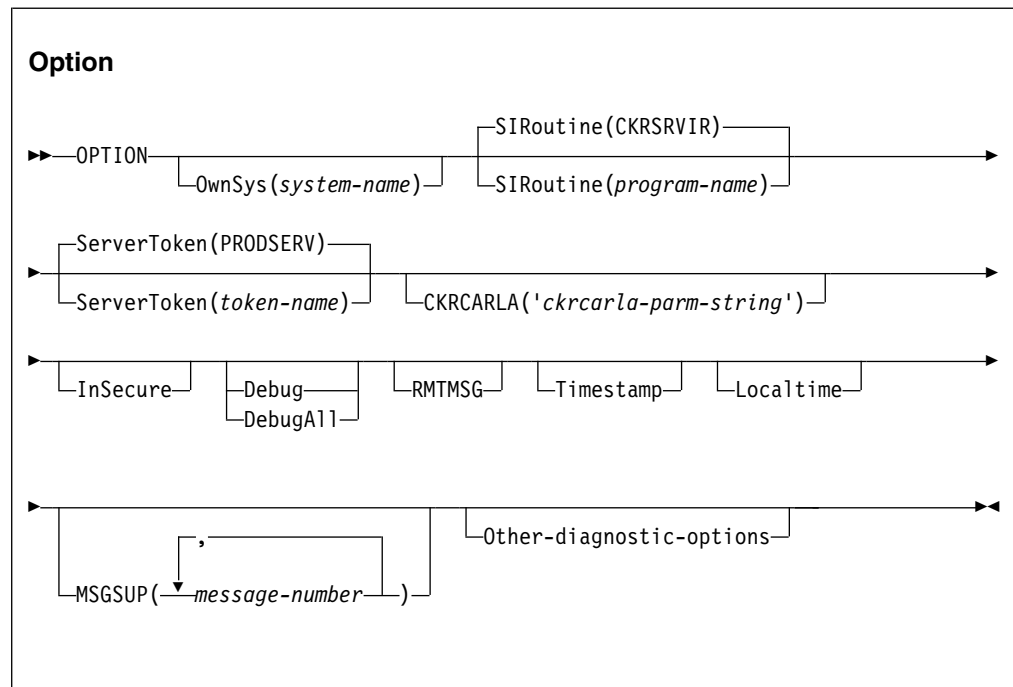 Option
SIRoutine(CKRSRVIR)
OPTION
OwnSys(system-name)
SIRoutine(program-name)
ServerToken(PRODSERV)
ServerToken(token-name)
CKRCARLA('ckrcarla-parm-string')
InSecure
Debug
RMTMSG
Timestamp
Localtime
DebugAll
,
MSGSUP(message-number)
Other-diagnostic-options